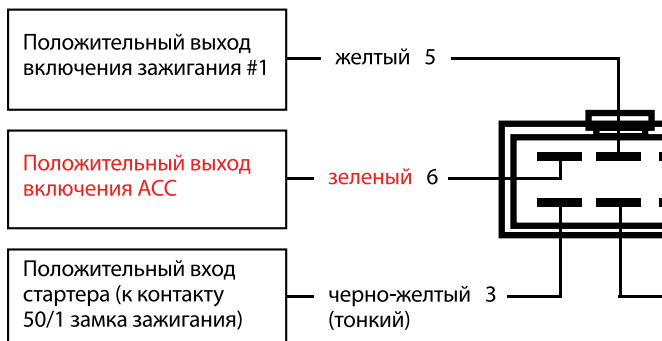 Положительный выход
включения зажигания #1
желтый 5
Положительный выход
включения АСС
зеленый 6
Положительный вход
стартера (к контакту
50/1 замка зажигания)
черно-желтый 3
(тонкий)